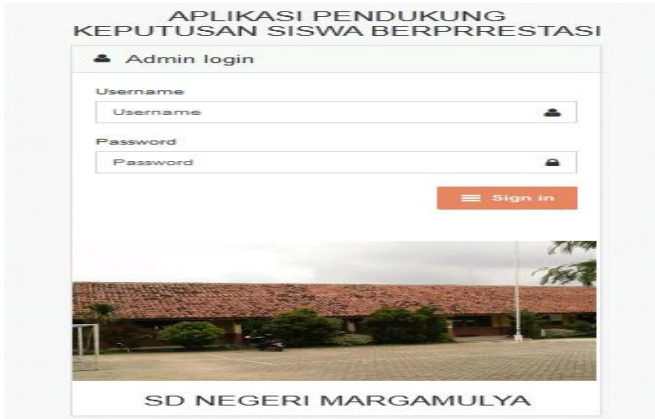 APLIKASI PENDUKUNG
KEPUTUSAN SISWA BERPRRESTASI
Admin login
Username
Username
Password
Password
Sign in
SD NEGERI MARGAMULYA